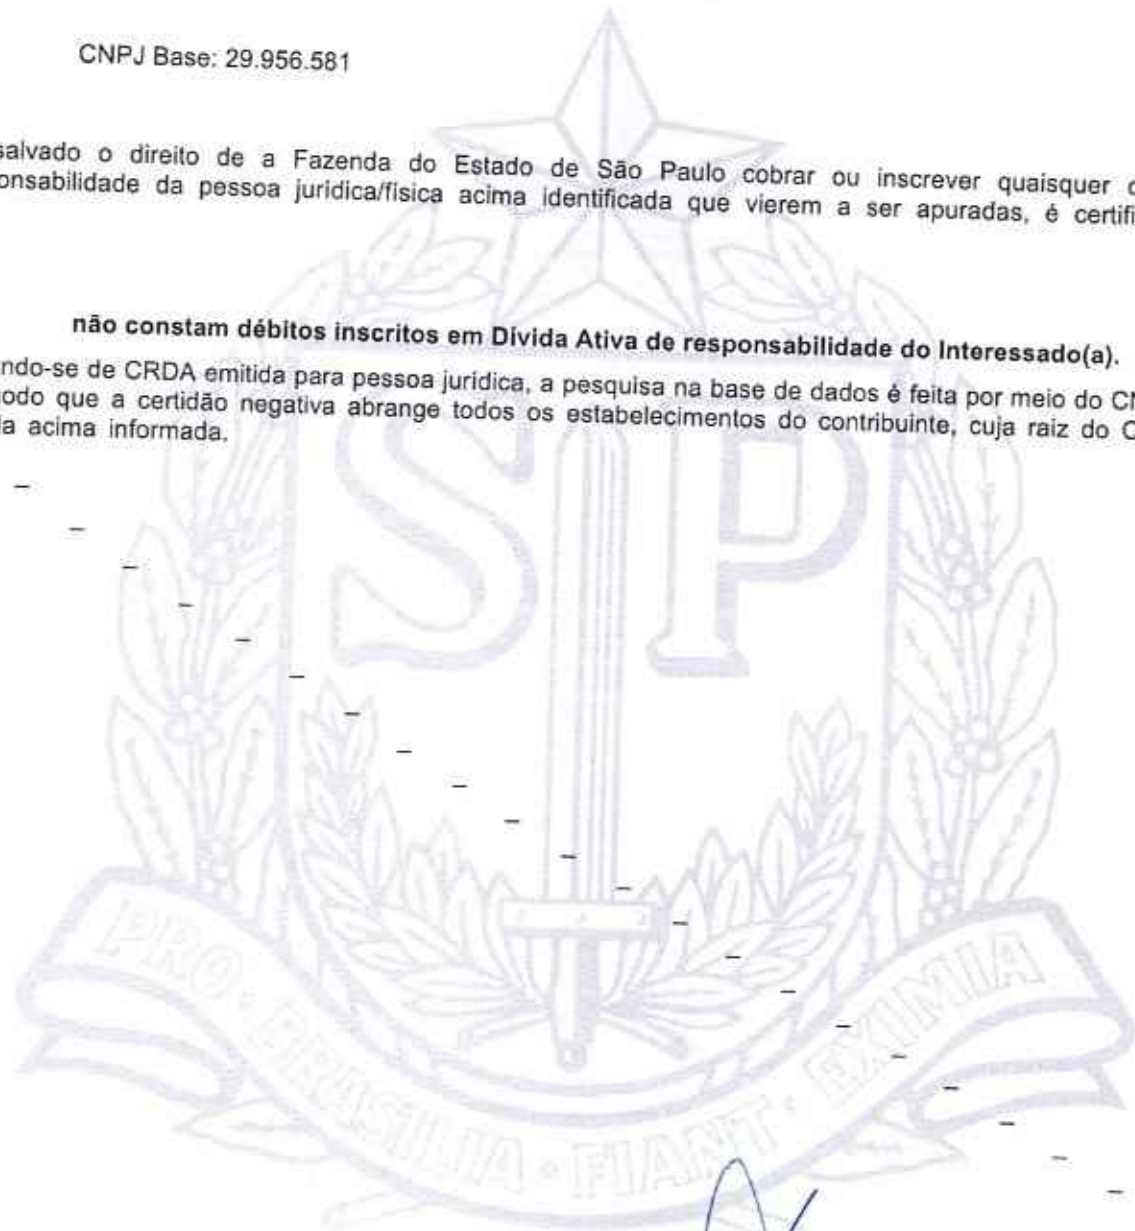 CNPJ Base: 29.956.581
salvado o direito de a Fazenda do Estado de São Paulo cobrar ou inscrever quaisquer
onsabilidade da pessoa jurídica/física acima identificada que vierem a ser apuradas, é certifi
não constam débitos inscritos em Dívida Ativa de responsabilidade do Interessado(a).
ndo-se de CRDA emitida para pessoa jurídica, a pesquisa na base de dados é feita por meio do CN
odo que a certidão negativa abrange todos os estabelecimentos do contribuinte, cuja raiz do C
a acima informada.
SP
PRO • BRASILIA • FIANT • EXIMIA